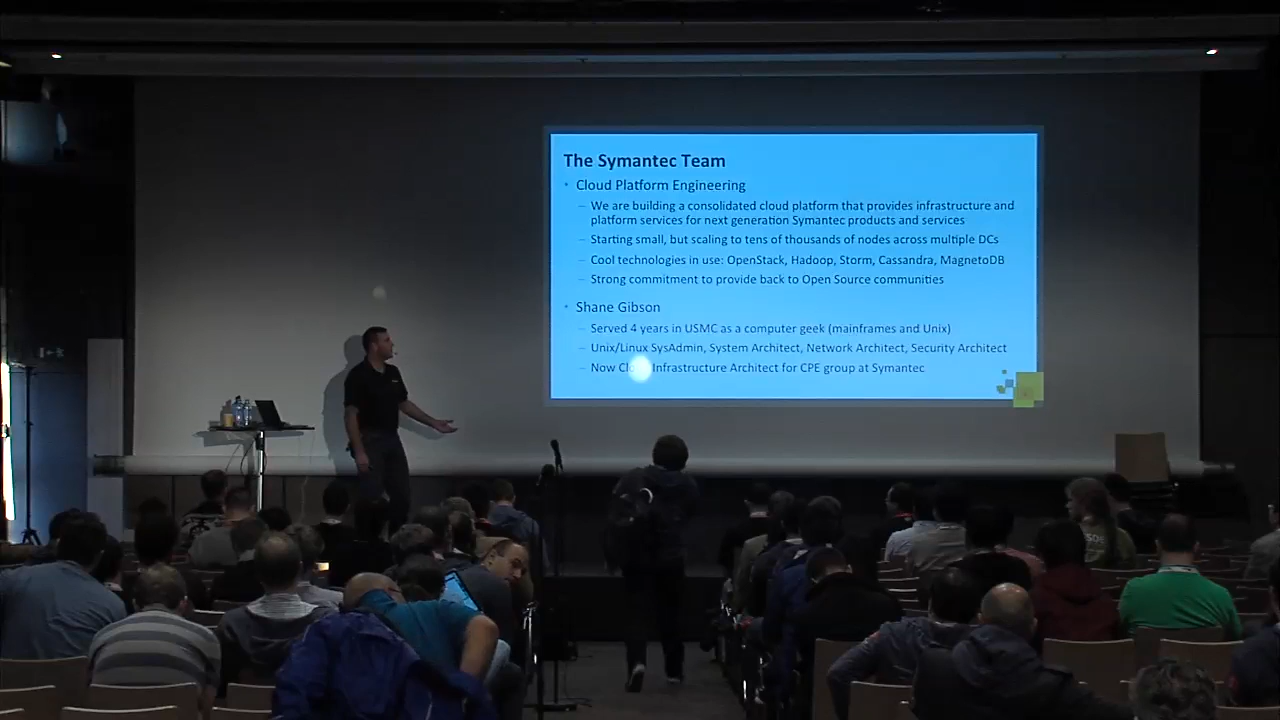 The Symantec Team
• Cloud Platform Engineering
– We are building a consolidated cloud platform that provides infrastructure and
platform services for next generation Symantec products and services
– Starting small, but scaling to tens of thousands of nodes across multiple DCs
– Cool technologies in use: OpenStack, Hadoop, Storm, Cassandra, MagnetoDB
– Strong commitment to provide back to Open Source communities
• Shane Gibson
– Served 4 years in USMC as a computer geek (mainframes and Unix)
– Unix/Linux SysAdmin, System Architect, Network Architect, Security Architect
– Now Infrastructure Architect for CPE group at Symantec